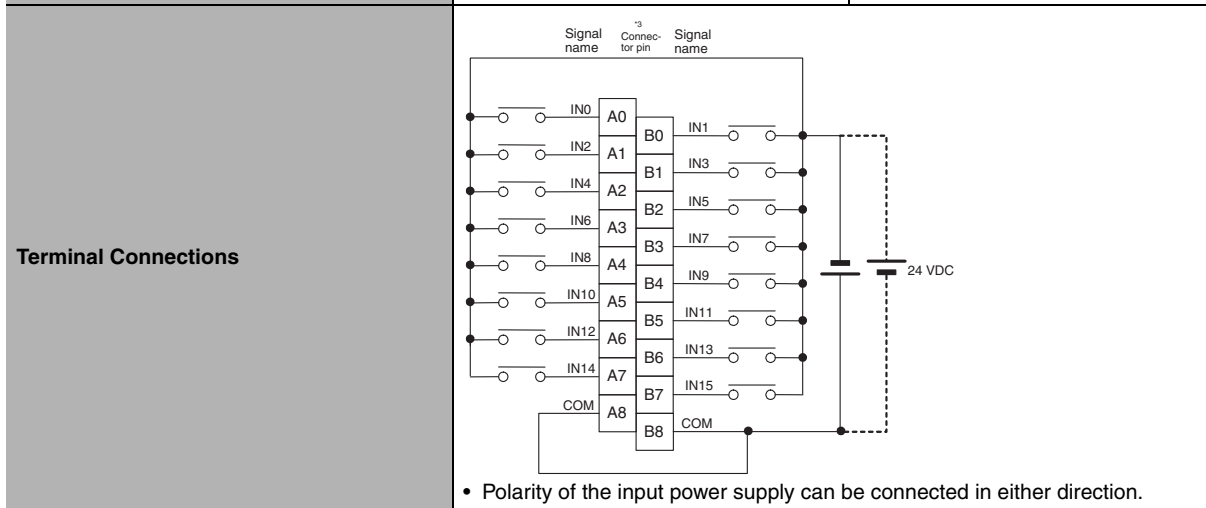 Terminal Connections
Signal name
*3
Connec-
tor pin
Signal name
IN0 A0
B0 IN1
IN2 A1
B1 IN3
IN4 A2
B2 IN5
IN6 A3
B3 IN7
IN8 A4
B4 IN9
IN10 A5
B5 IN11
IN12 A6
B6 IN13
IN14 A7
B7 IN15
COM A8
B8 COM
24 VDC
• Polarity of the input power supply can be connected in either direction.